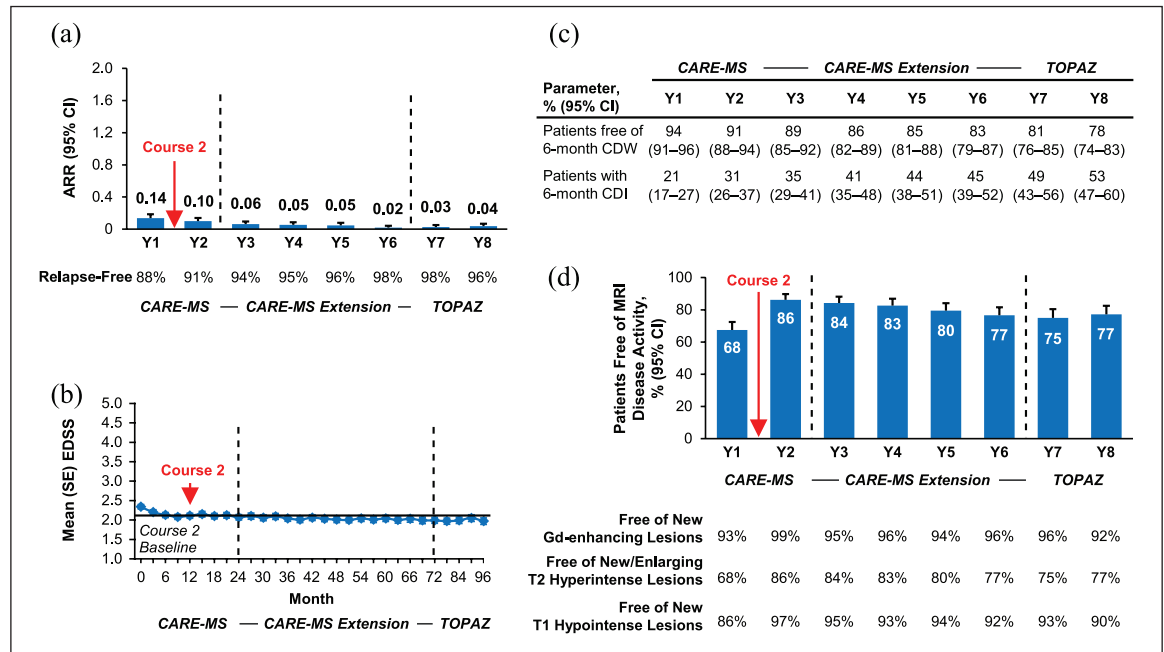 (a)
2.0
1.6
1.2
0.8
0.4
0
ARR (95% CI)
Course 2
0.14 0.10 0.06 0.05 0.05 0.02 0.03 0.04
Y1 Y2 Y3 Y4 Y5 Y6 Y7 Y8
Relapse-Free 88% 91% 94% 95% 96% 98% 98% 96%
CARE-MS CARE-MS Extension TOPAZ
(b)
5.0
4.5
4.0
3.5
3.0
2.5
2.0
1.5
1.0
Mean (SE) EDSS
Course 2
Course 2
Baseline
0 6 12 18 24 30 36 42 48 54 60 66 72 78 84 90 96
Month
CARE-MS CARE-MS Extension TOPAZ
(c)
CARE-MS CARE-MS Extension TOPAZ
Parameter,
% (95% CI) Y1 Y2 Y3 Y4 Y5 Y6 Y7 Y8
Patients free of 94 91 89 86 85 83 81 78
6-month CDW (91–96) (88–94) (85–92) (82–89) (81–88) (79–87) (76–85) (74–83)
Patients with 21 31 35 41 44 45 49 53
6-month CDI (17–27) (26–37) (29–41) (35–48) (38–51) (39–52) (43–56) (47–60)
(d)
Patients Free of MRI
Disease Activity,
% (95% CI)
100
80
60
40
20
0
Course 2
68 86 84 83 80 77 75 77
Y1 Y2 Y3 Y4 Y5 Y6 Y7 Y8
CARE-MS CARE-MS Extension TOPAZ
Free of New
Gd-enhancing Lesions 93% 99% 95% 96% 94% 96% 96% 92%
Free of New/Enlarging
T2 Hyperintense Lesions 68% 86% 84% 83% 80% 77% 75% 77%
Free of New
T1 Hypointense Lesions 86% 97% 95% 93% 94% 92% 93% 90%